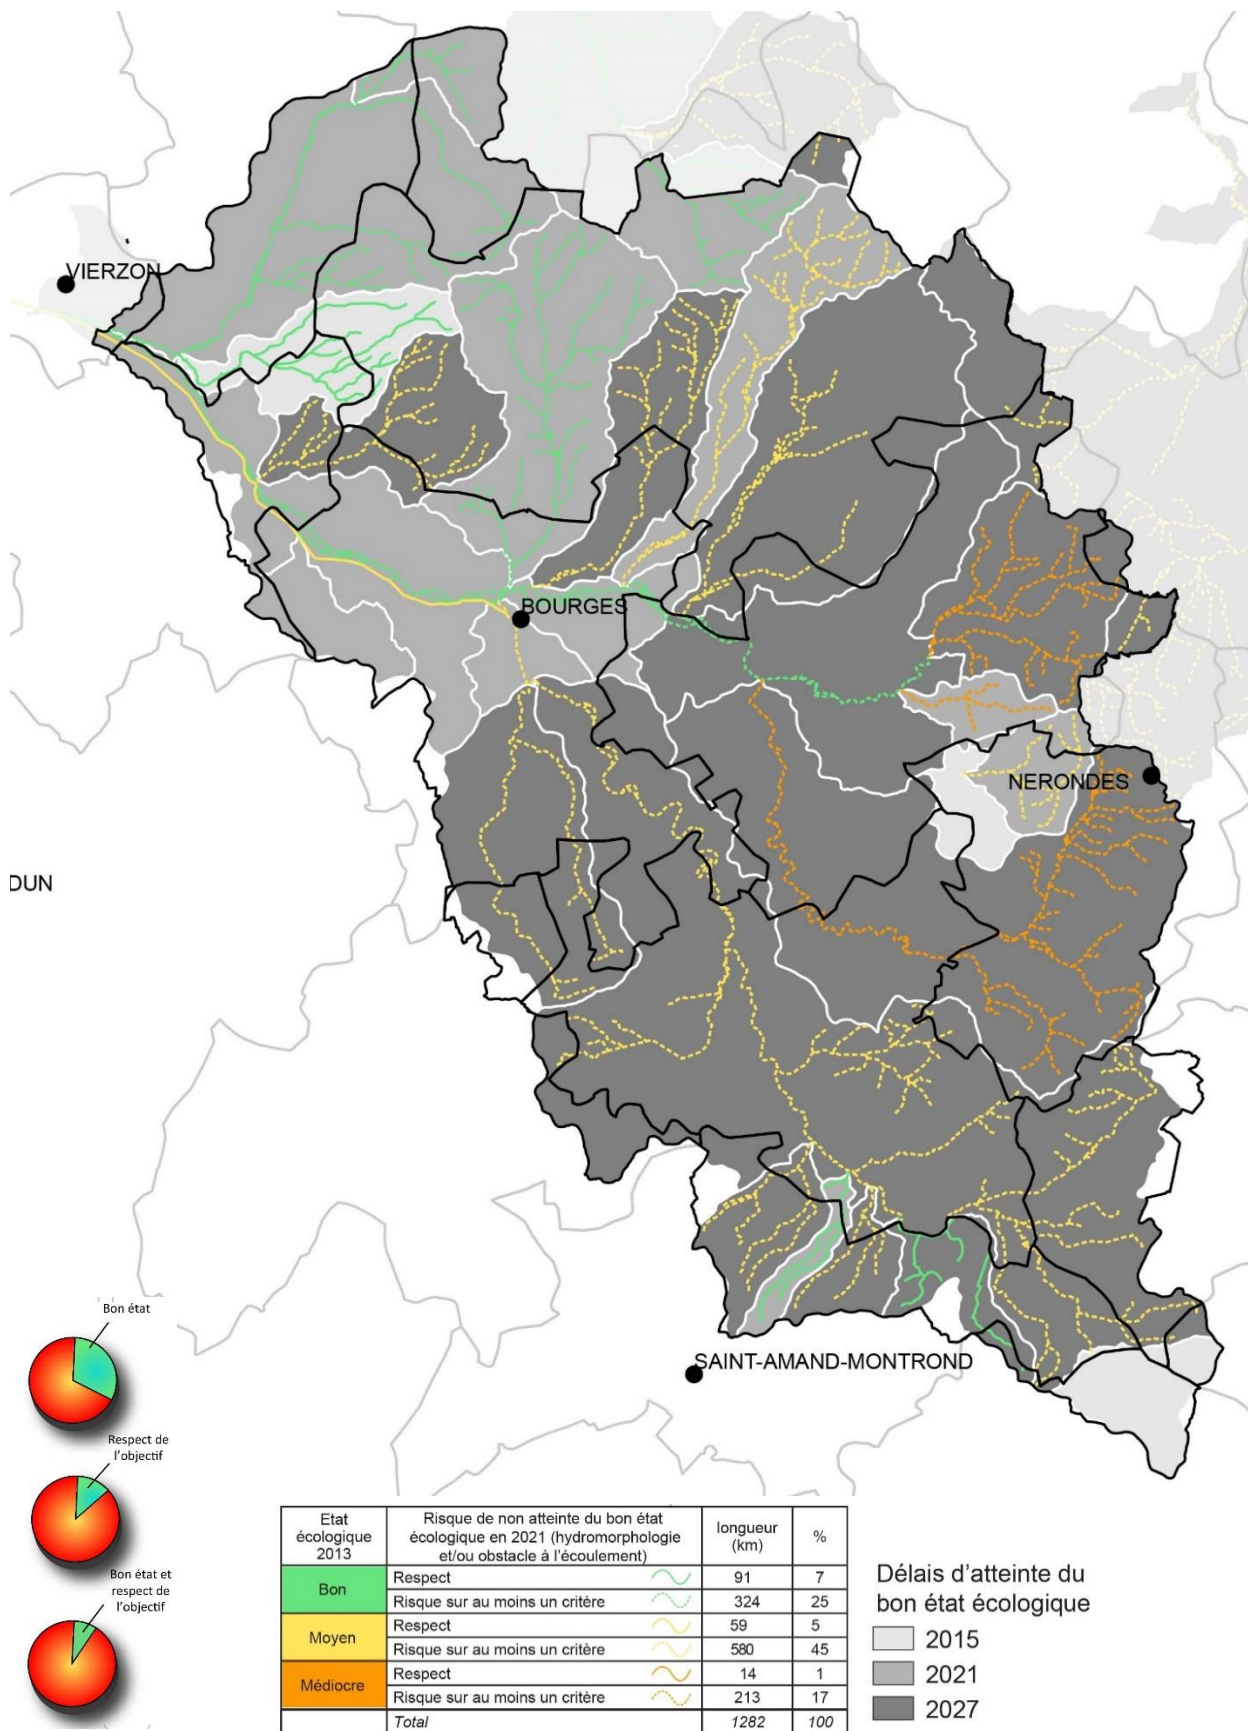 VIERZON
BOURGES
NERONDES
DUN
SAINT-AMAND-MONTROND
Bon état
Respect de
l'objectif
Bon état et
respect de
l'objectif
Etat
écologique
2013
Risque de non atteinte du bon état
écologique en 2021 (hydromorphologie
et/ou obstacle à l'écoulement)
longueur
(km)
%
Bon
Respect
91
7
Risque sur au moins un critère
324
25
Moyen
Respect
59
5
Risque sur au moins un critère
580
45
Médiocre
Respect
14
1
Risque sur au moins un critère
213
17
Total
1282
100
Délais d'atteinte du
bon état écologique
2015
2021
2027